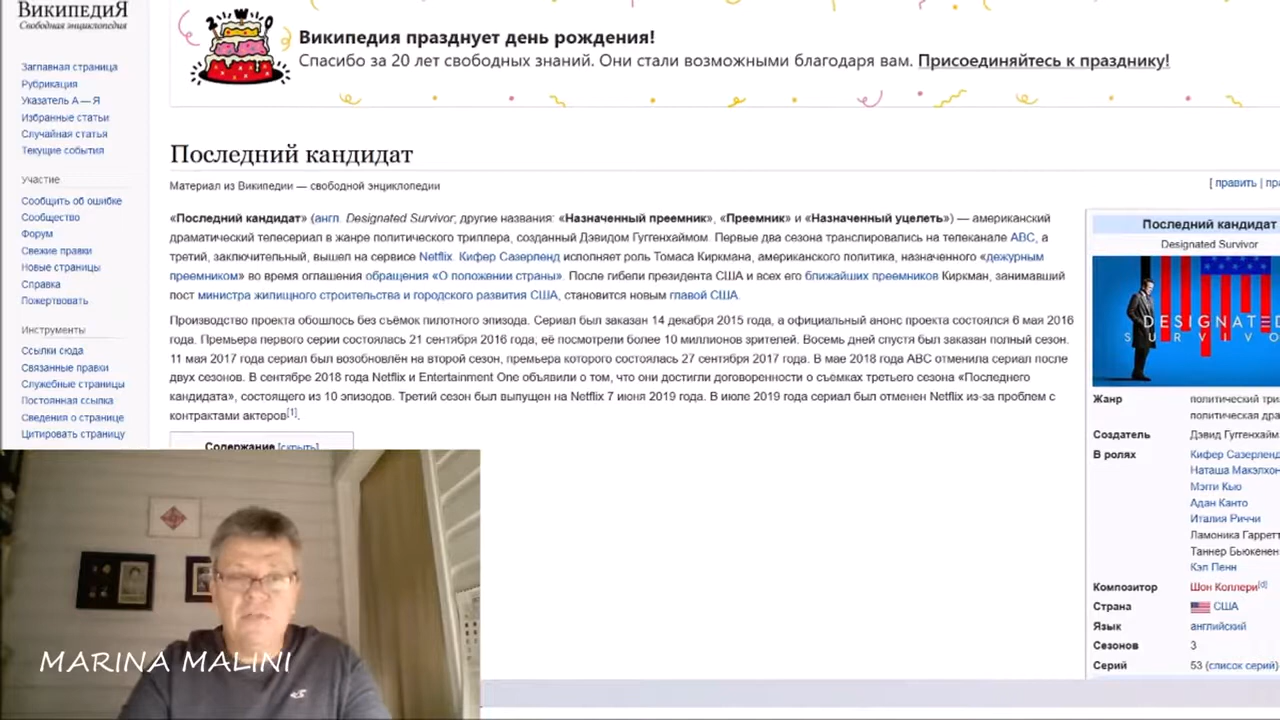 ВИКИПЕДИЯ
Свободная энциклопедия
Заглавная страница
Рубрикация
Указатель А — Я
Избранные статьи
Случайная статья
Текущие события
Участие
Сообщить об ошибке
Сообщество
Форум
Свежие правки
Новые страницы
Справка
Пожертвовать
Инструменты
Ссылки сюда
Связанные правки
Служебные страницы
Постоянная ссылка
Сведения о странице
Цитировать страницу
Википедия празднует день рождения!
Спасибо за 20 лет свободных знаний. Они стали возможными благодаря вам. Присоединяйтесь к празднику!
Последний кандидат
Материал из Википедии — свободной энциклопедии
[ править | пра
«Последний кандидат» (англ. Designated Survivor; другие названия: «Назначенный преемник», «Преемник» и «Назначенный уцелеть») — американский
драматический телесериал в жанре политического триллера, созданный Дэвидом Гуггенхаймом. Первые два сезона транслировались на телеканале ABC, а
третий, заключительный, вышел на сервисе Netflix. Кифер Сазерленд исполняет роль Томаса Киркмана, американского политика, назначенного «дежурным
преемником» во время оглашения обращения «О положении страны». После гибели президента США и всех его ближайших преемников Киркман, занимавший
пост министра жилищного строительства и городского развития США, становится новым главой США.
Производство проекта обошлось без съёмок пилотного эпизода. Сериал был заказан 14 декабря 2015 года, а официальный анонс проекта состоялся 6 мая 2016
года. Премьера первого серии состоялась 21 сентября 2016 года, её посмотрели более 10 миллионов зрителей. Восемь дней спустя был заказан полный сезон.
11 мая 2017 года сериал был возобновлён на второй сезон, премьера которого состоялась 27 сентября 2017 года. В мае 2018 года ABC отменила сериал после
двух сезонов. В сентябре 2018 года Netflix и Entertainment One объявили о том, что они достигли договоренности о съемках третьего сезона «Последнего
кандидата», состоящего из 10 эпизодов. Третий сезон был выпущен на Netflix 7 июня 2019 года. В июле 2019 года сериал был отменен Netflix из-за проблем с
контрактами актеров[1].
Содержание [скрыть]
Последний кандидат
Designated Survivor
DESIGNATED
SURVIVO
Жанр политический три
политическая дра
Создатель Дэвид Гуггенхайм
В ролях Кифер Сазерленд
Наташа Макэлхон
Мэгги Кью
Адан Канто
Италия Риччи
Ламоника Гарретт
Таннер Бьюкенен
Кэл Пенн
Композитор Шон Коллери[d]
Страна США
Язык английский
Сезонов 3
Серий 53 (список серий)
MARINA MALINI